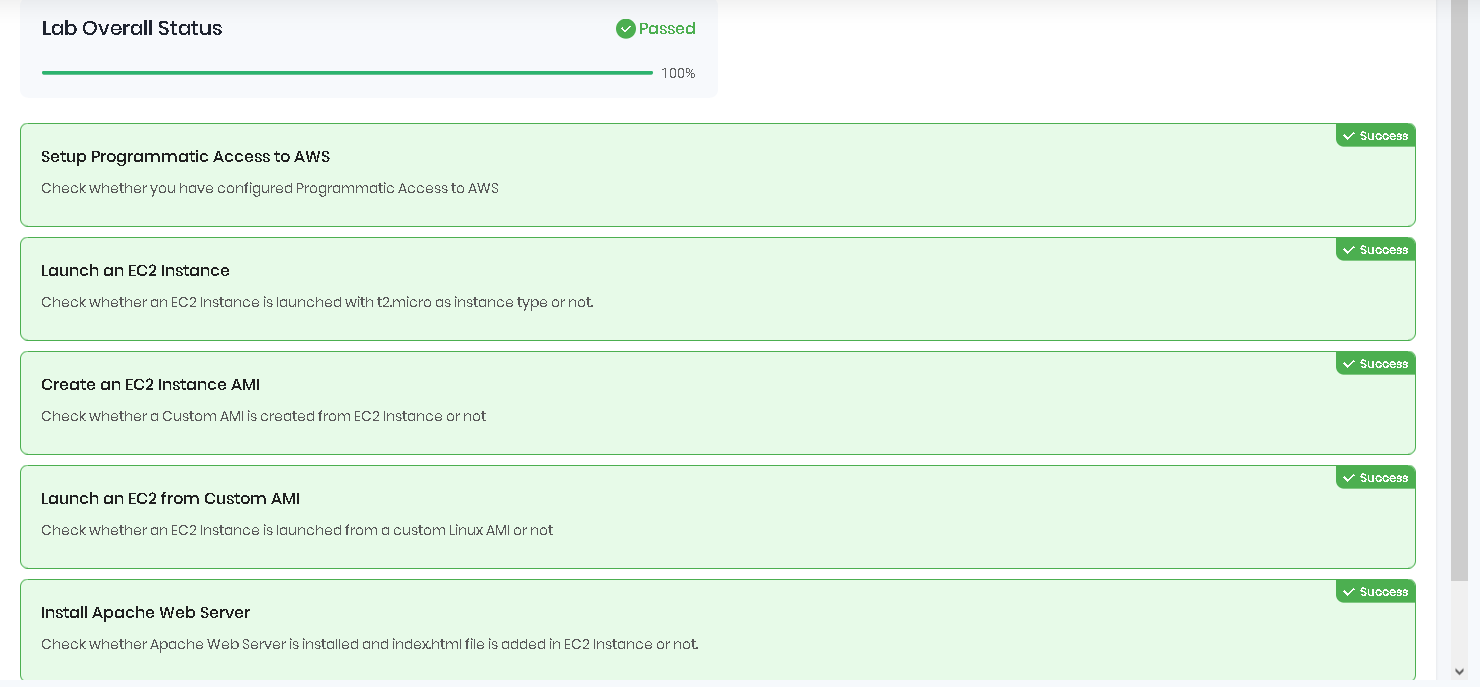 Lab Overall Status
Passed
100%
Success
Setup Programmatic Access to AWS
Check whether you have configured Programmatic Access to AWS
Success
Launch an EC2 Instance
Check whether an EC2 Instance is launched with t2.micro as instance type or not.
Success
Create an EC2 Instance AMI
Check whether a Custom AMI is created from EC2 Instance or not
Success
Launch an EC2 from Custom AMI
Check whether an EC2 Instance is launched from a custom Linux AMI or not
Success
Install Apache Web Server
Check whether Apache Web Server is installed and index.html file is added in EC2 Instance or not.